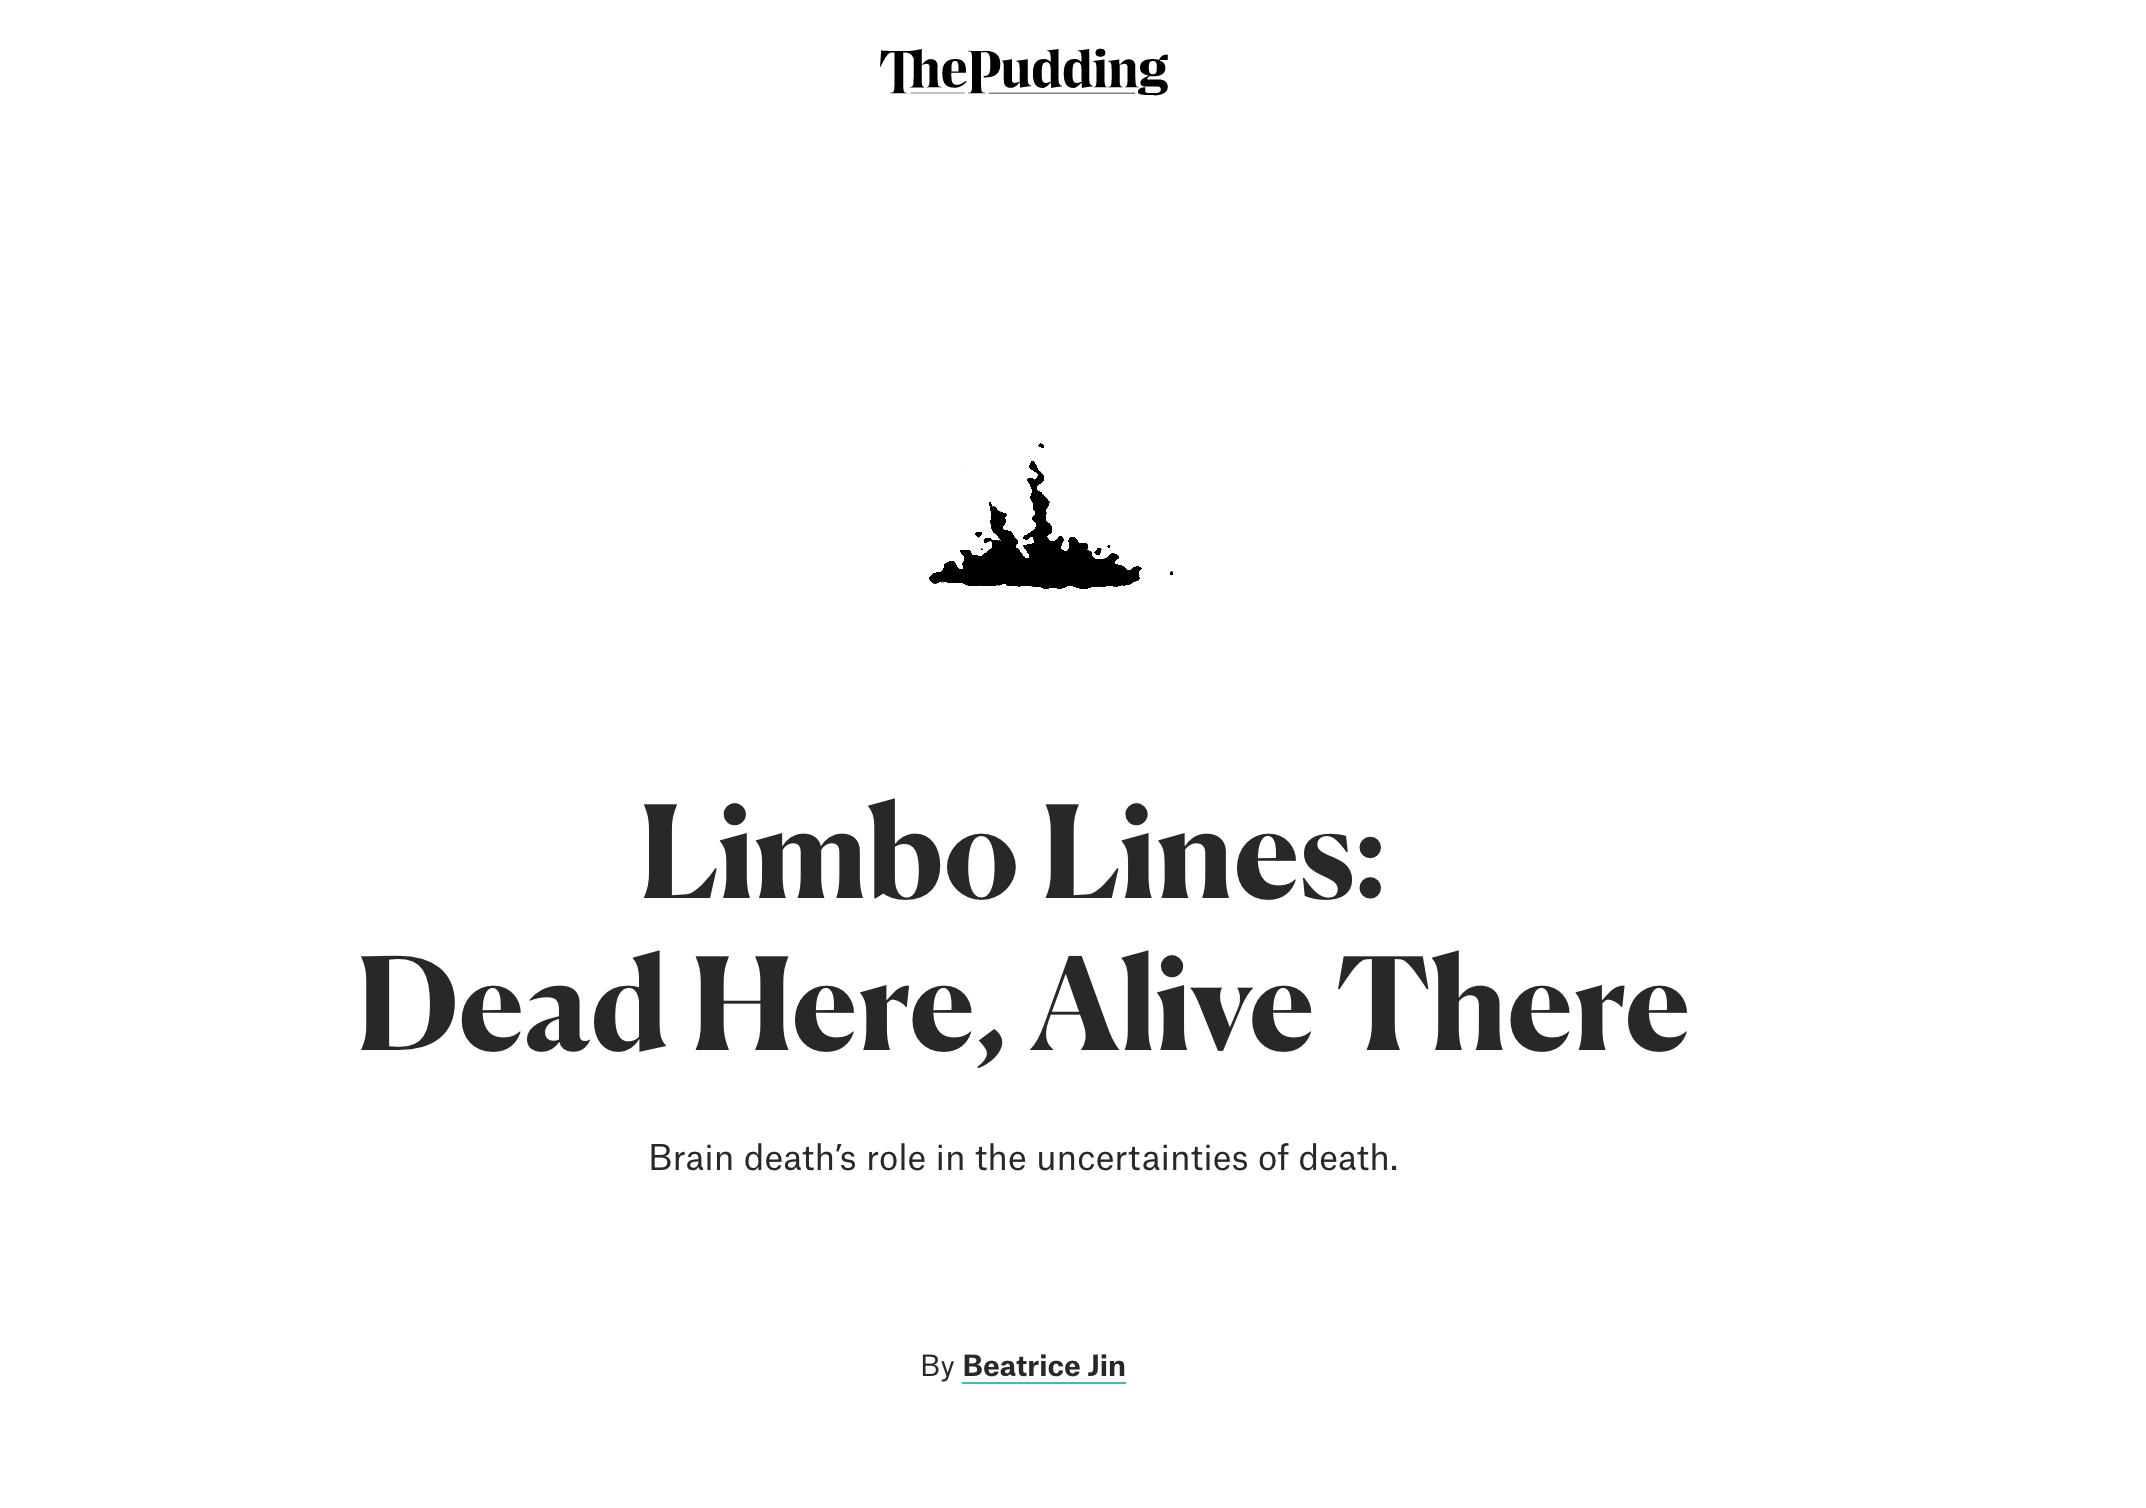 ThePudding
Limbo Lines:
Dead Here, Alive There
Brain death’s role in the uncertainties of death.
By Beatrice Jin